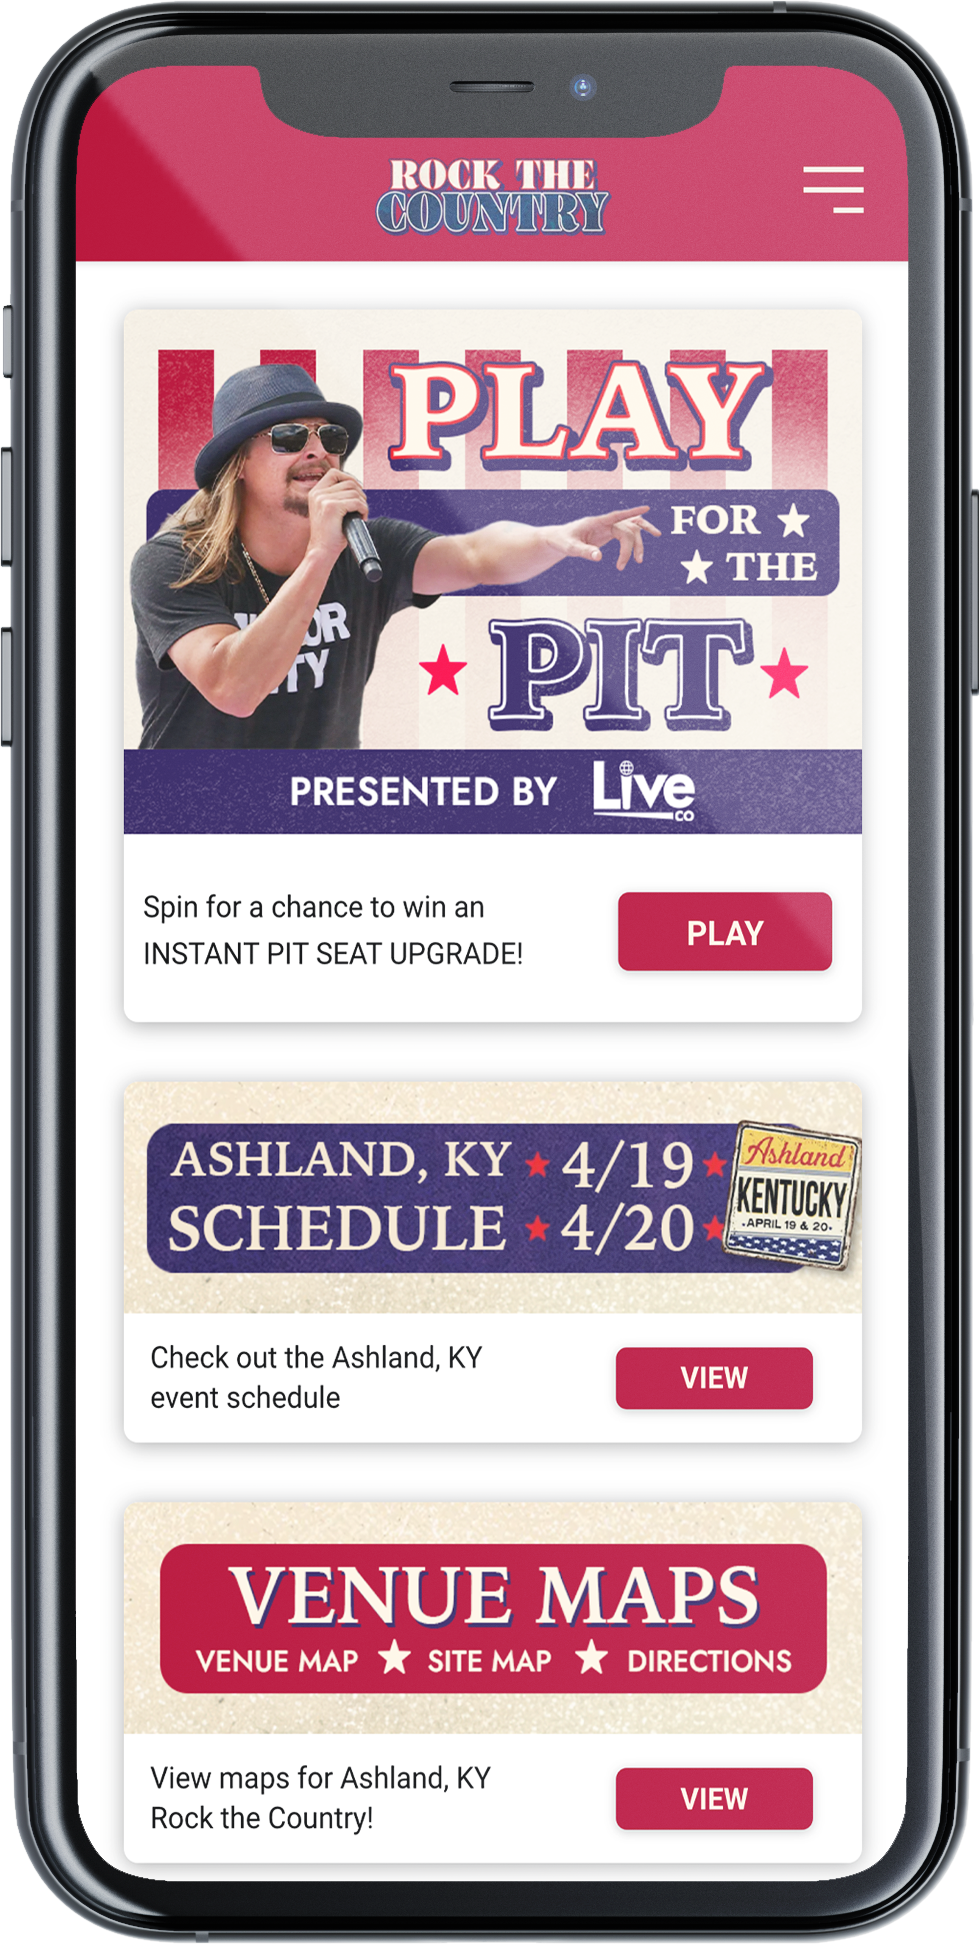 ROCK THE
COUNTRY
PLAY
FOR ★
★ THE
★ PIT ★
PRESENTED BY Live
CO
Spin for a chance to win an
INSTANT PIT SEAT UPGRADE!
PLAY
ASHLAND, KY ★ 4/19 ★
SCHEDULE ★ 4/20 ★
Ashland
KENTUCKY
•APRIL 19 & 20•
Check out the Ashland, KY
event schedule
VIEW
VENUE MAPS
VENUE MAP ★ SITE MAP ★ DIRECTIONS
View maps for Ashland, KY
Rock the Country!
VIEW